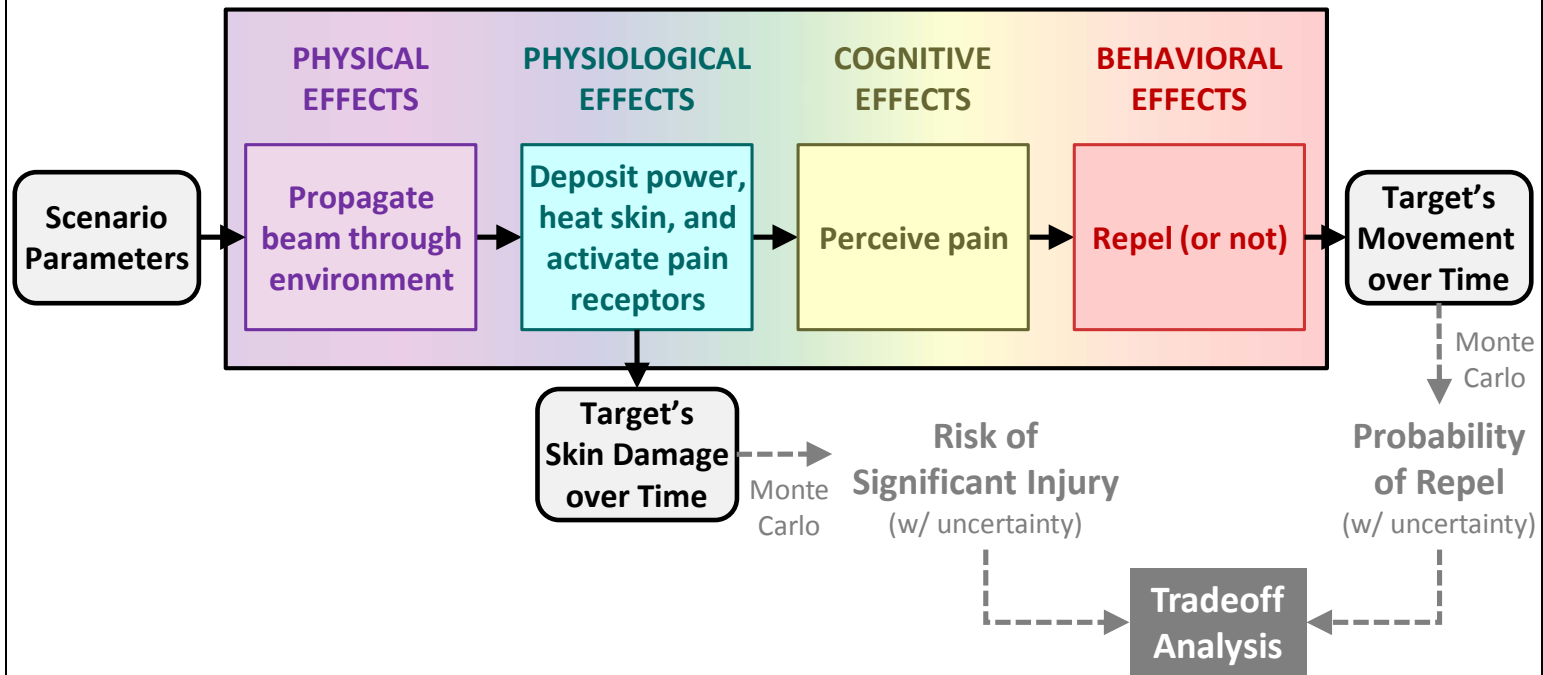 PHYSICAL
EFFECTS
PHYSIOLOGICAL
EFFECTS
COGNITIVE
EFFECTS
BEHAVIORAL
EFFECTS
Scenario
Parameters
Propagate
beam through
environment
Deposit power,
heat skin, and
activate pain
receptors
Perceive pain
Repel (or not)
Target’s
Movement
over Time
Monte
Carlo
Target’s
Skin Damage
over Time
Monte
Carlo
Risk of
Significant Injury
(w/ uncertainty)
Probability
of Repel
(w/ uncertainty)
Tradeoff
Analysis